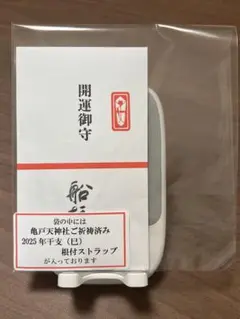 開運御守
船
袋の中には
亀戸天神社ご祈祷済み
2025年干支（巳）
根付ストラップ
が入っております